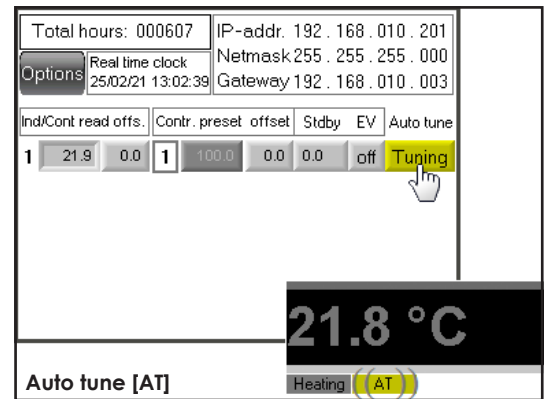 Total hours: 000607
IP-addr. 192 . 168 . 010 . 201
Netmask 255 . 255 . 255 . 000
Gateway 192 . 168 . 010 . 003
Options
Real time clock
25/02/21 13:02:39
Ind/Cont read offs. Contr. preset offset Stdby EV Auto tune
1 21.9 0.0 1 100.0 0.0 0.0 off Tuning
21.8 °C
Heating AT
Auto tune [AT]